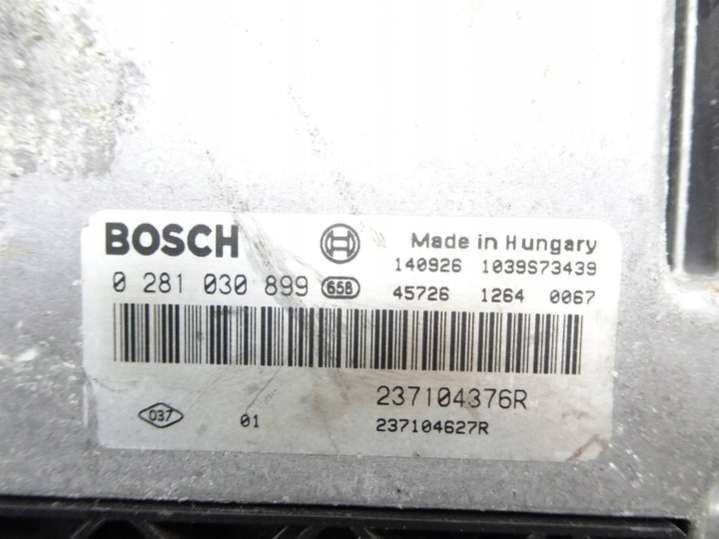 BOSCH Made in Hungary
140926 1039S73439
0 281 030 899 658 45726 1264 0067
237104376R
037 01 237104627R